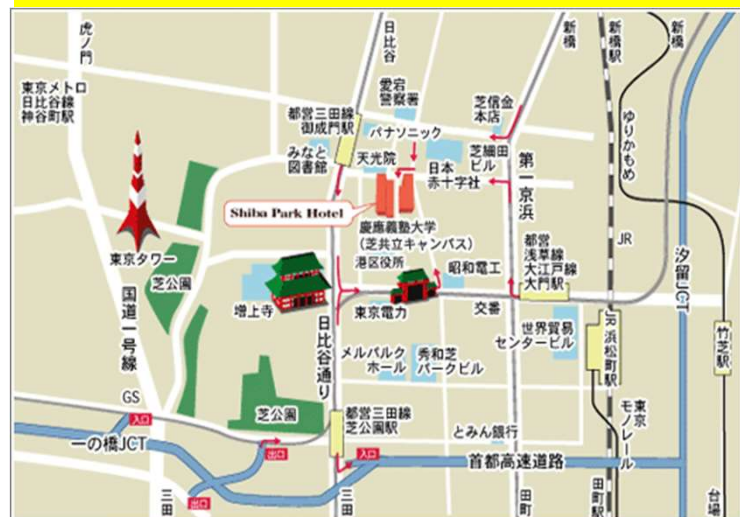 虎ノ門
日比谷
新橋
新橋駅
新橋
東京メトロ
日比谷線
神谷町駅
愛宕
警察署
芝信金
本店
都営三田線
御成門駅
パナソニック
ゆりかもめ
みなと
図書館
天光院
日本
赤十字社
芝細田
ビル
第一京浜
Shiba Park Hotel
慶應義塾大学
(芝共立キャンパス)
港区役所
都営
浅草線
大江戸線
大門駅
JR
汐留JCT
東京タワー
芝公園
国道一号線
増上寺
昭和電工
東京電力
交番
日比谷通り
世界貿易
センタービル
JR浜松町駅
竹芝駅
メルパルク
ホール
秀和芝
パークビル
GS
入口
芝公園
都営三田線
芝公園駅
とみん銀行
東京
モノレール
一の橋JCT
出口
入口
首都高速道路
出口
三田
三田
田町
田町駅
台場